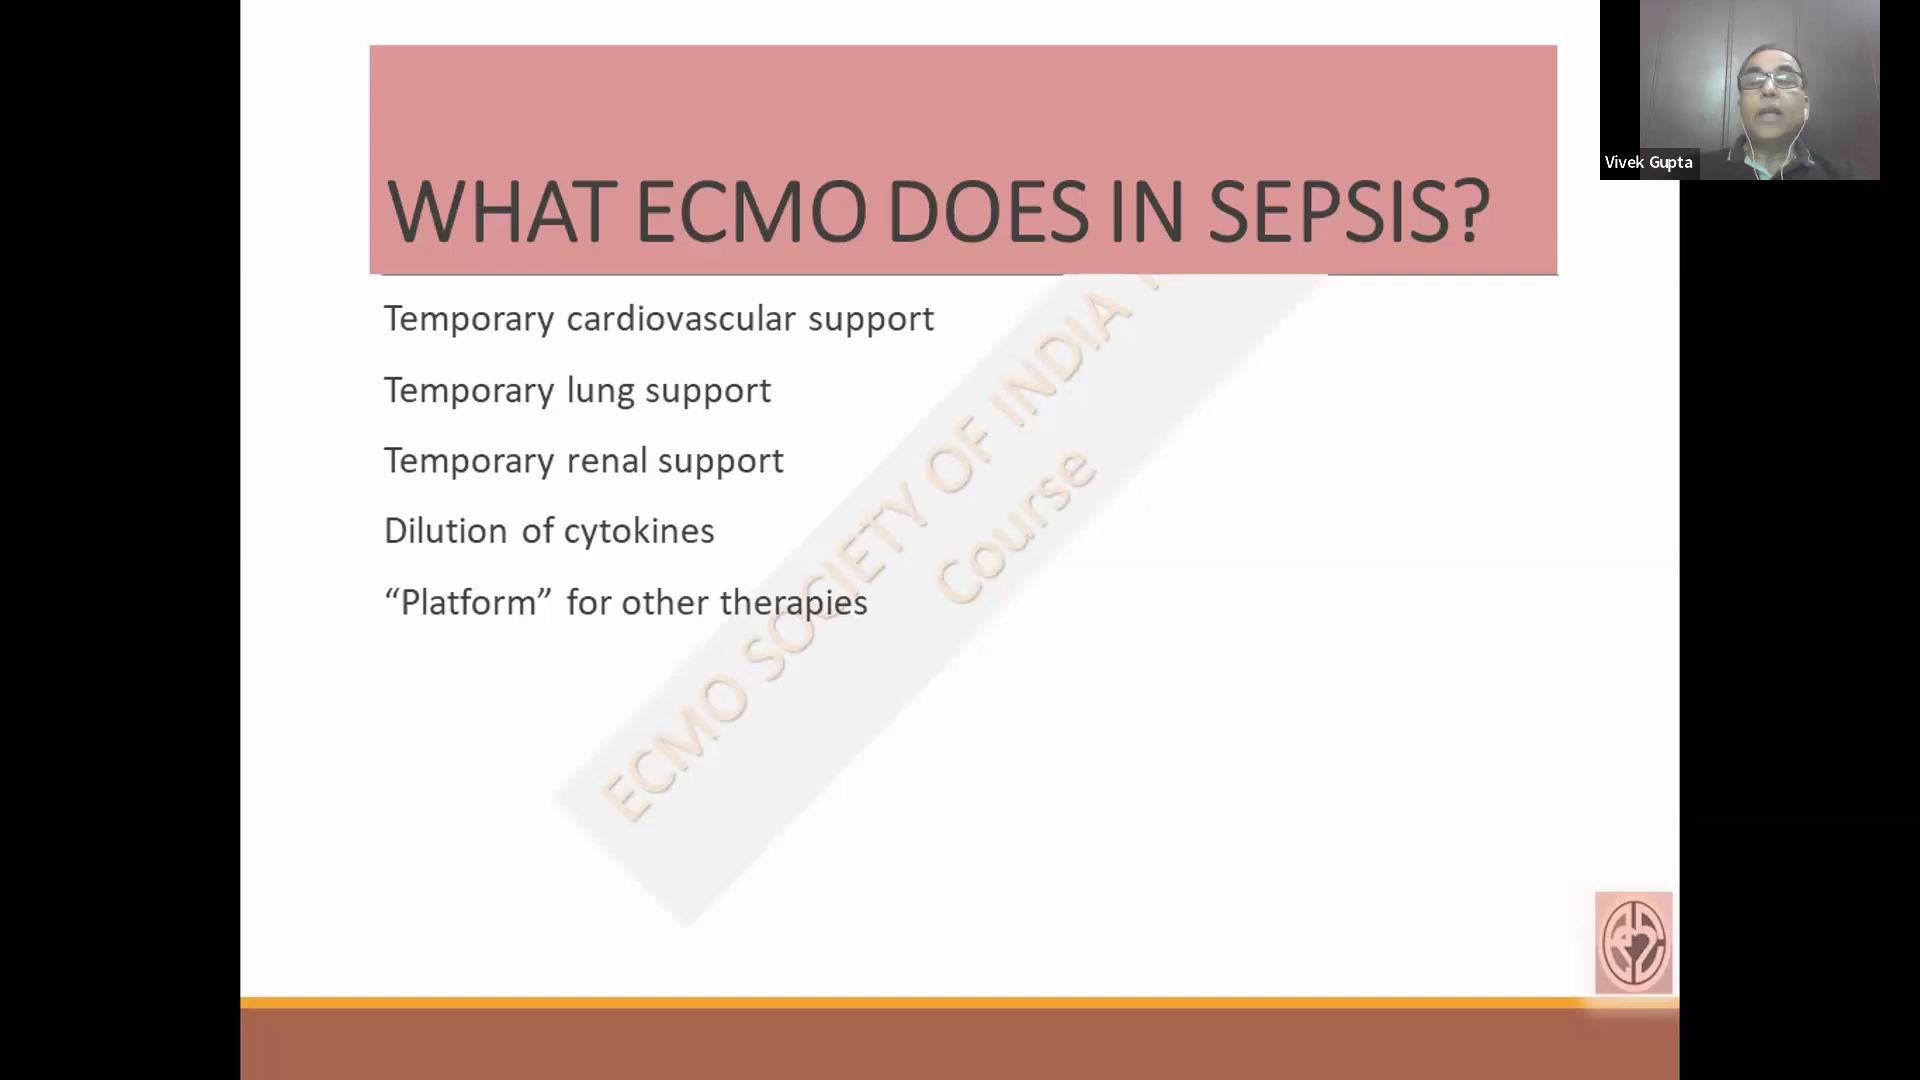 WHAT ECMO DOES IN SEPSIS?
Temporary cardiovascular support
Temporary lung support
Temporary renal support
Dilution of cytokines
“Platform” for other therapies
ECMO SOCIETY OF INDIA
Course
Vivek Gupta